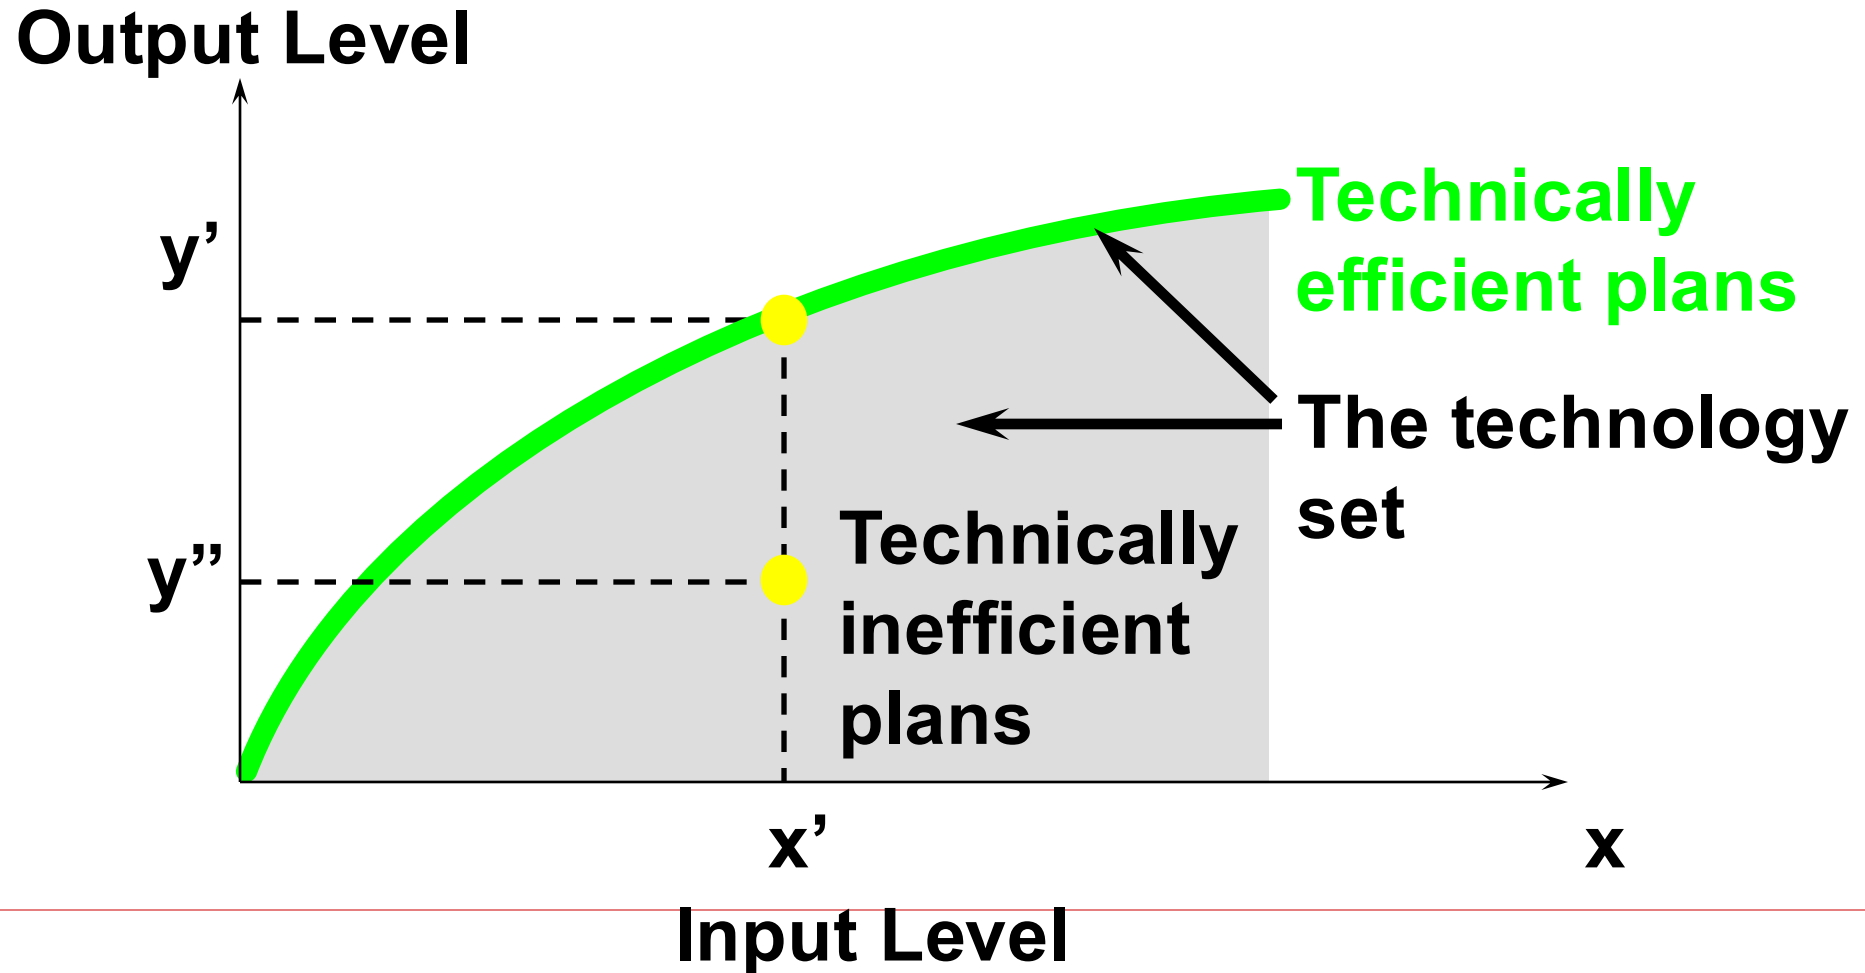 Output Level
y’
Technically
efficient plans
The technology
set
Technically
inefficient
plans
y”
x’
x
Input Level